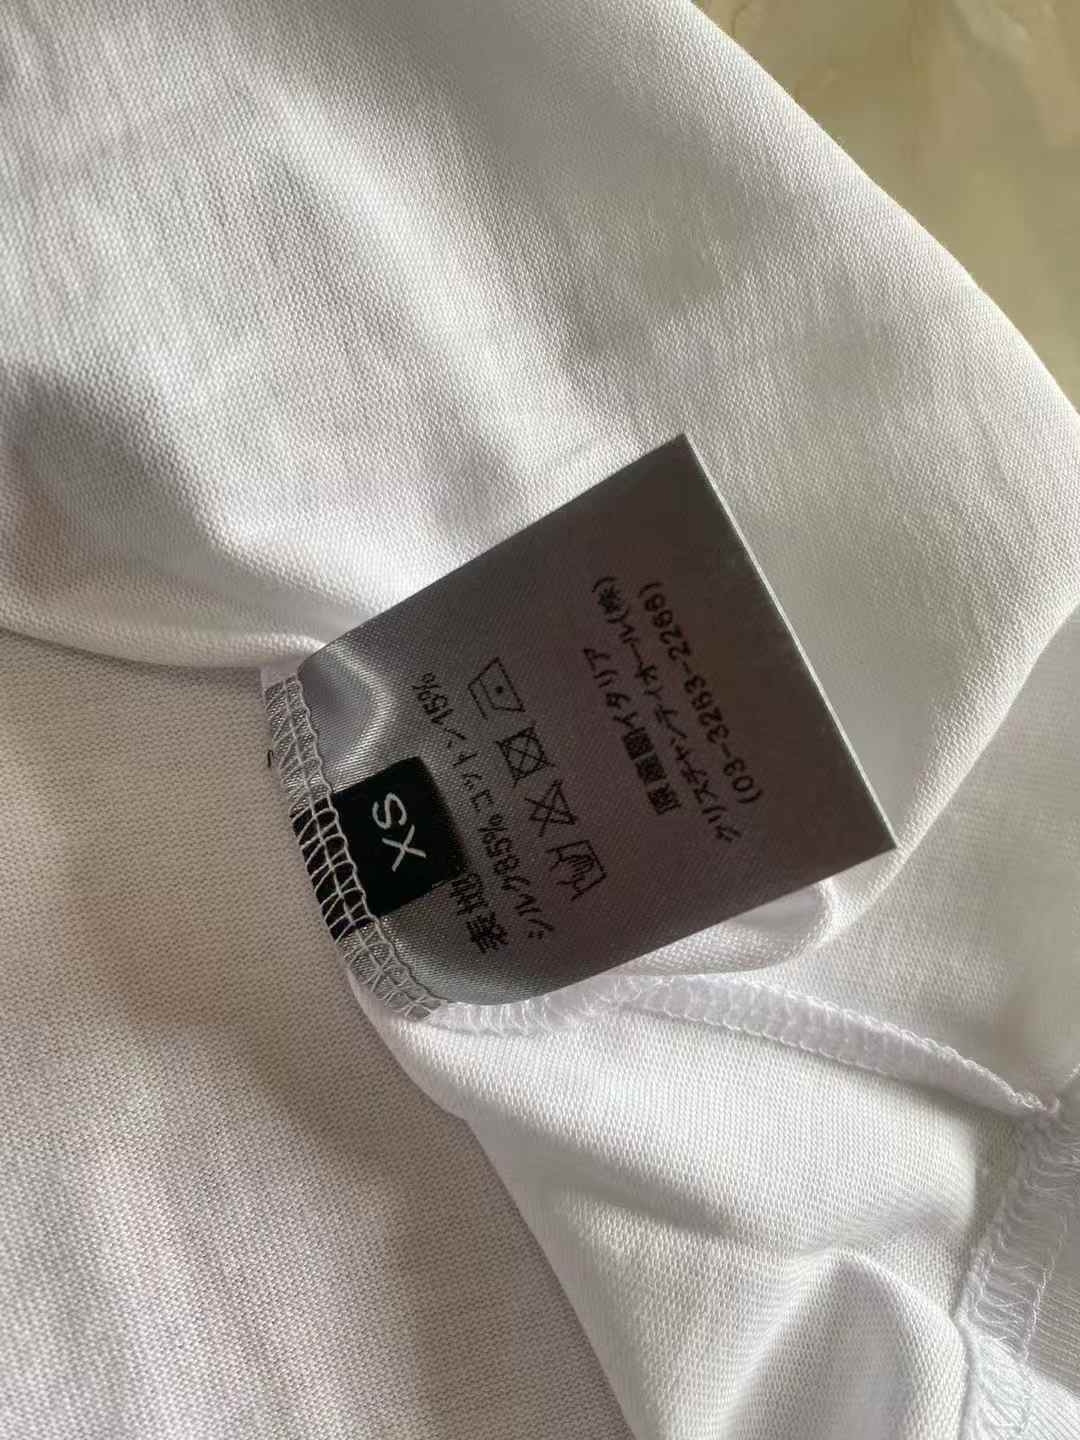 XS
表地
シルク85% コットン15%
原産国イタリア
クリスチャンディオール(株)
(03-3263-2266)